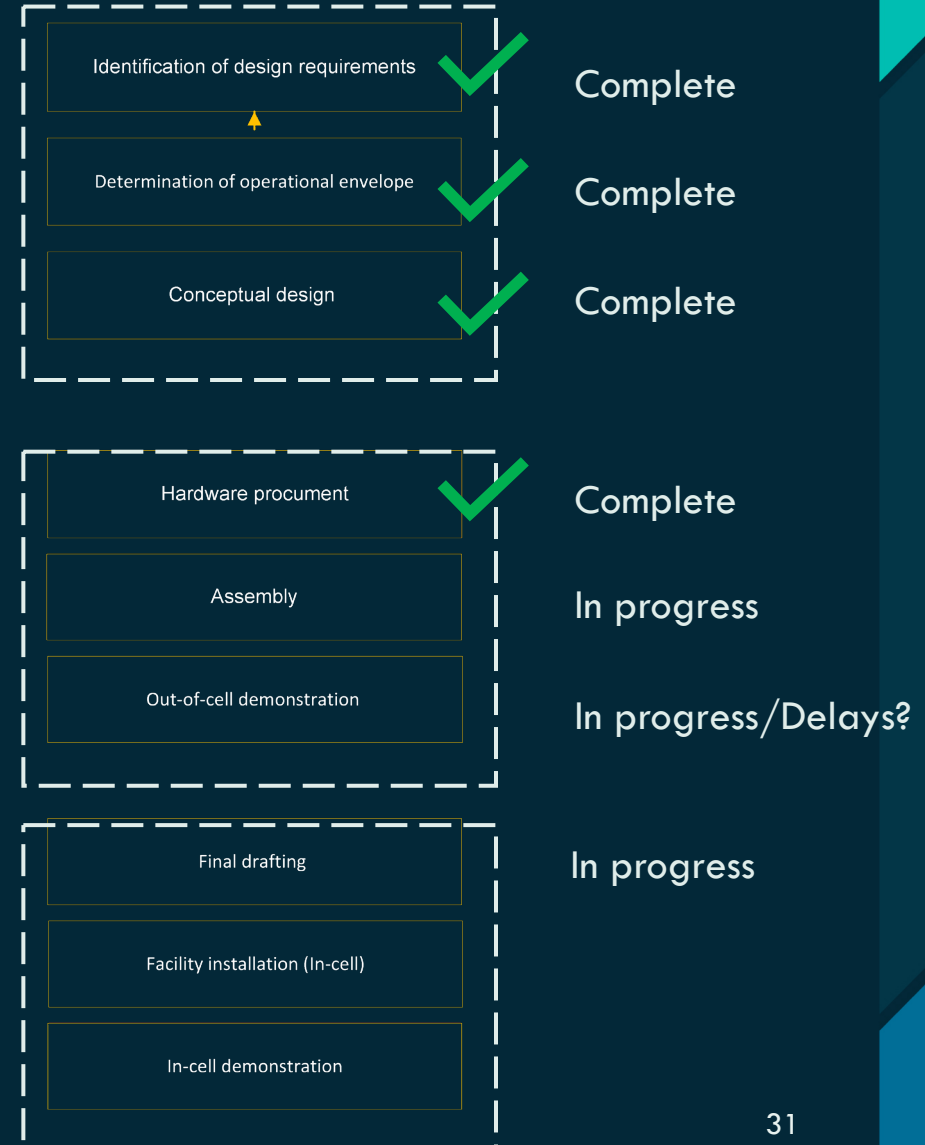 Identification of design requirements
Complete
Determination of operational envelope
Complete
Conceptual design
Complete
Hardware procument
Complete
Assembly
In progress
Out-of-cell demonstration
In progress/Delays?
Final drafting
In progress
Facility installation (In-cell)
In-cell demonstration
31